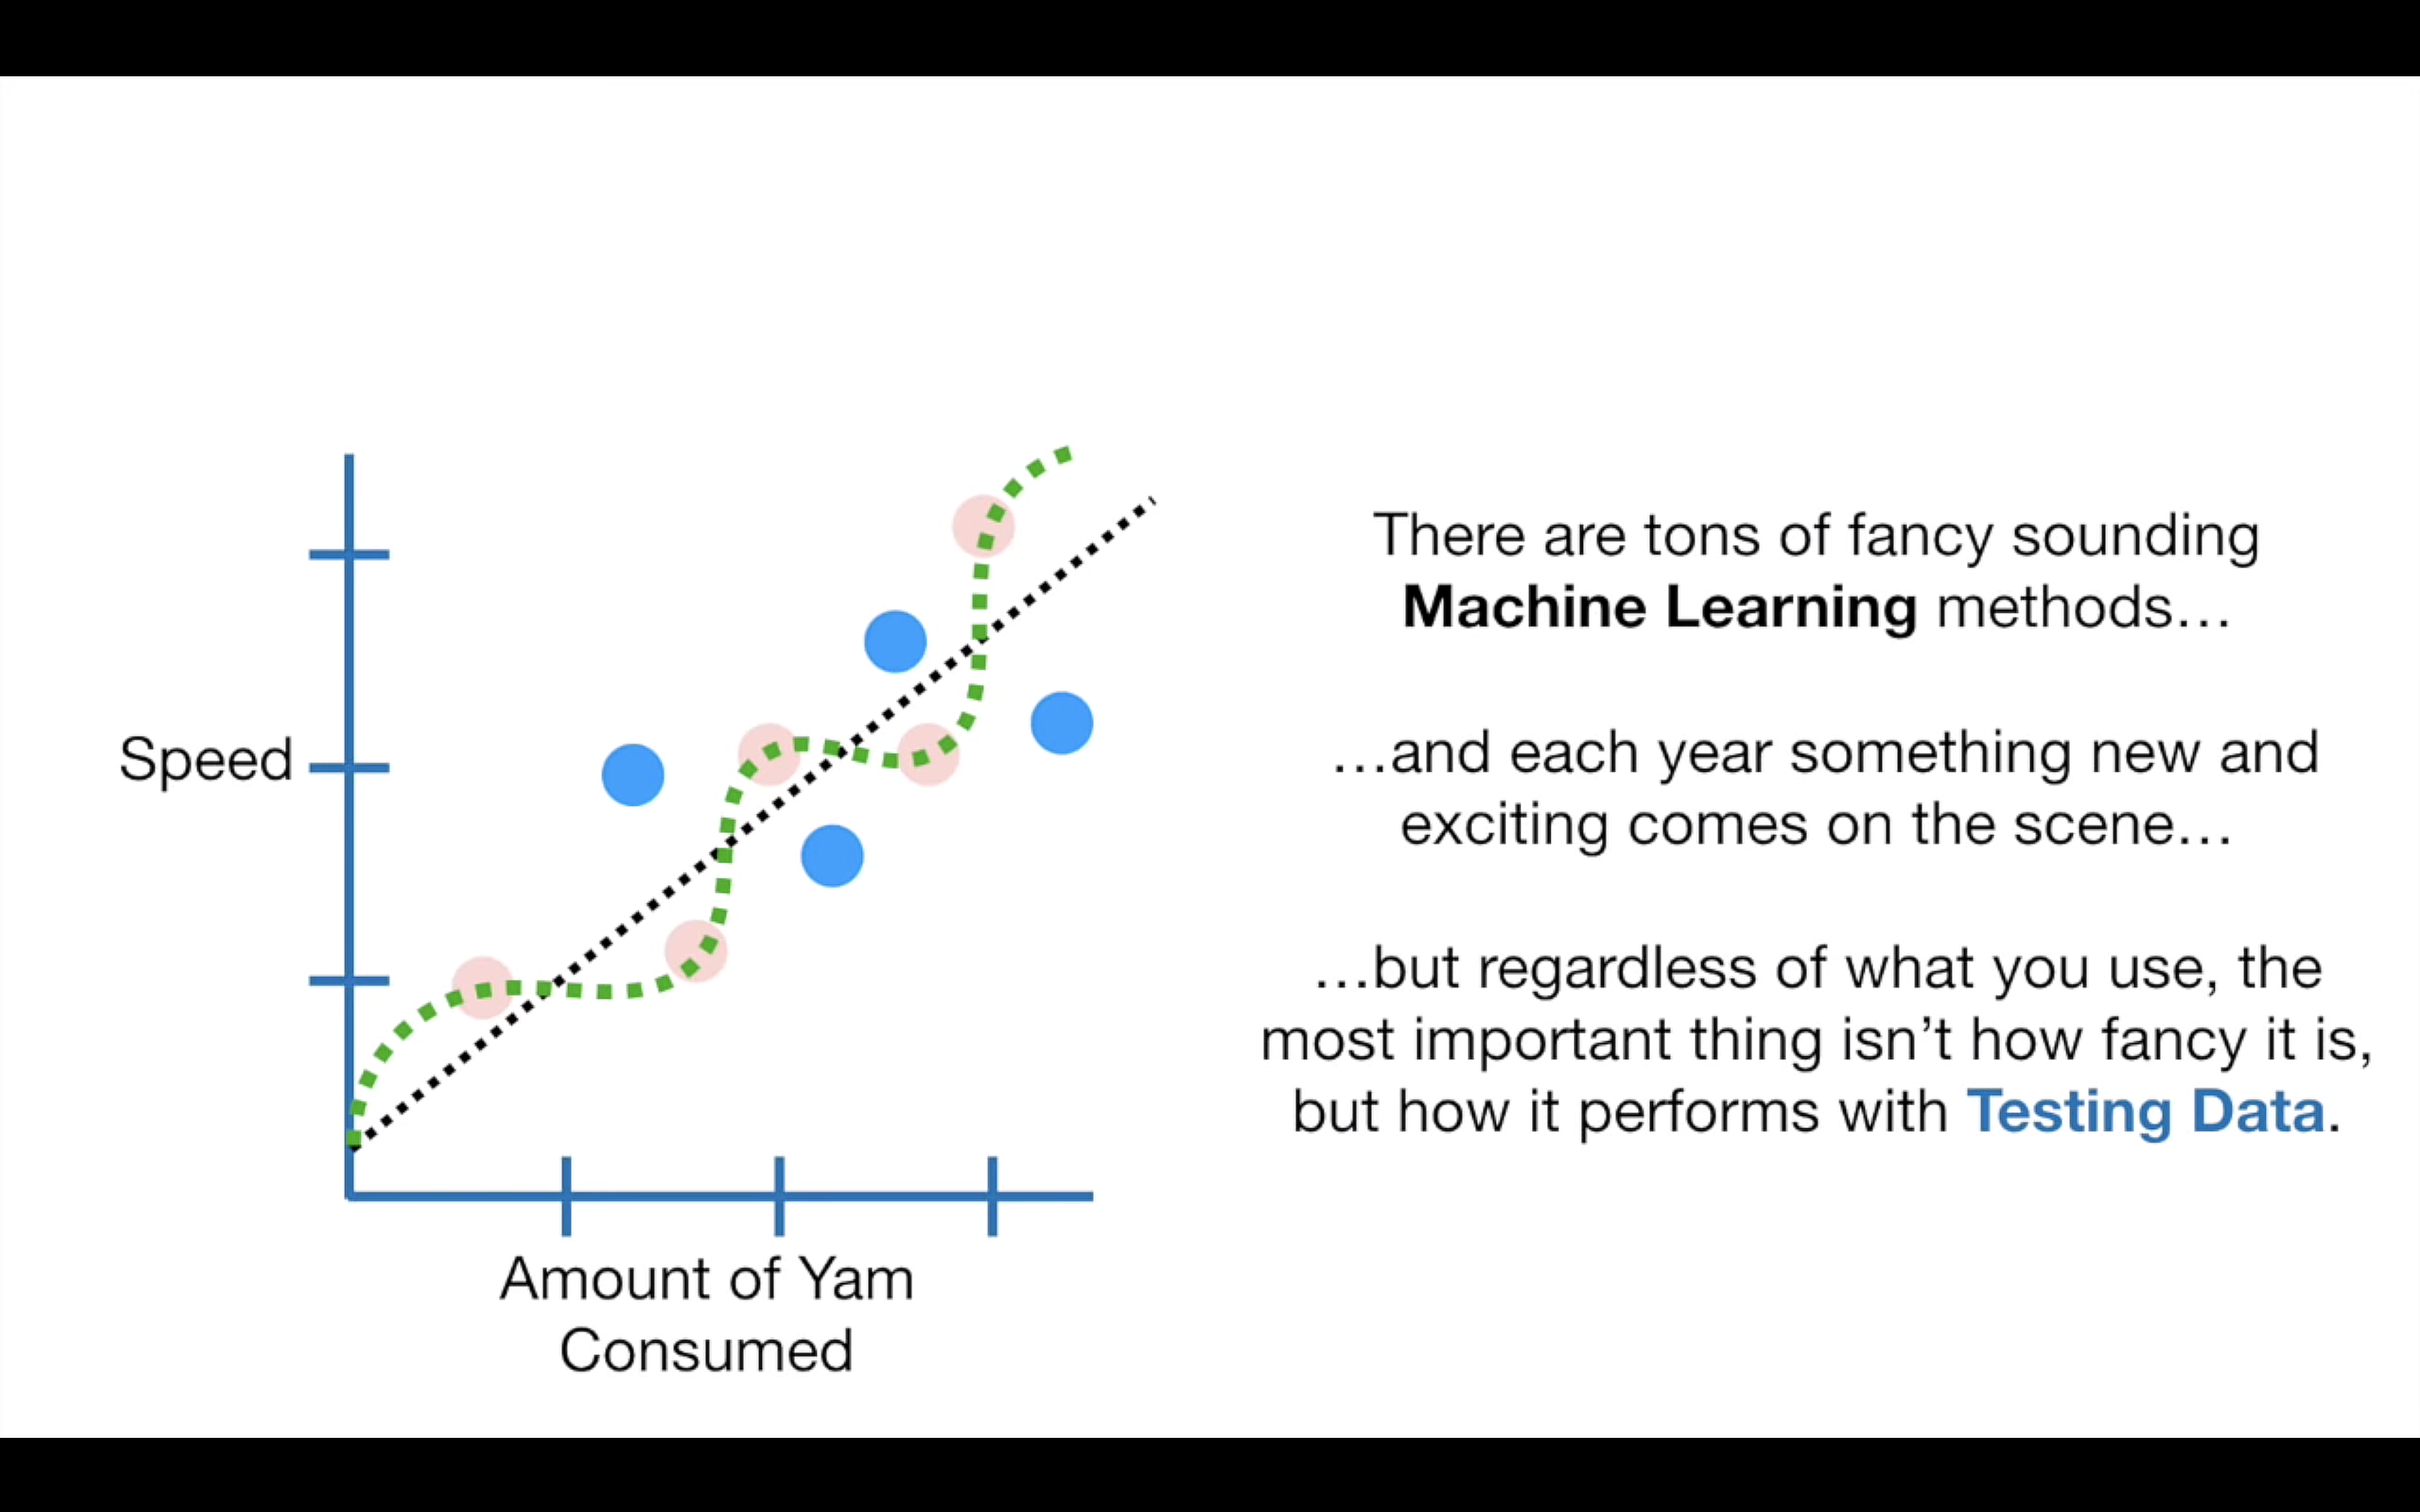 Speed
Amount of Yam
Consumed
There are tons of fancy sounding
Machine Learning methods…
…and each year something new and
exciting comes on the scene…
…but regardless of what you use, the
most important thing isn’t how fancy it is,
but how it performs with Testing Data.